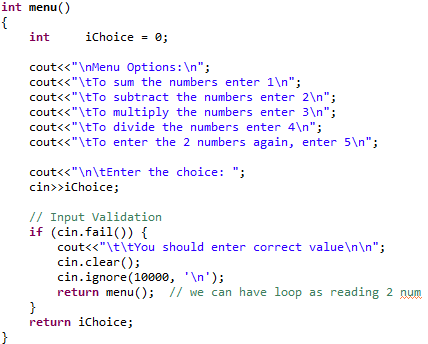 int menu()
{
    int     iChoice = 0;

    cout<<"\nMenu Options:\n";
    cout<<"\tTo sum the numbers enter 1\n";
    cout<<"\tTo subtract the numbers enter 2\n";
    cout<<"\tTo multiply the numbers enter 3\n";
    cout<<"\tTo divide the numbers enter 4\n";
    cout<<"\tTo enter the 2 numbers again, enter 5\n";

    cout<<"\n\tEnter the choice: ";
    cin>>iChoice;

    // Input Validation
    if (cin.fail()) {
        cout<<"\t\tYou should enter correct value\n\n";
        cin.clear();
        cin.ignore(10000, '\n');
        return menu();  // we can have loop as reading 2 num
    }
    return iChoice;
}